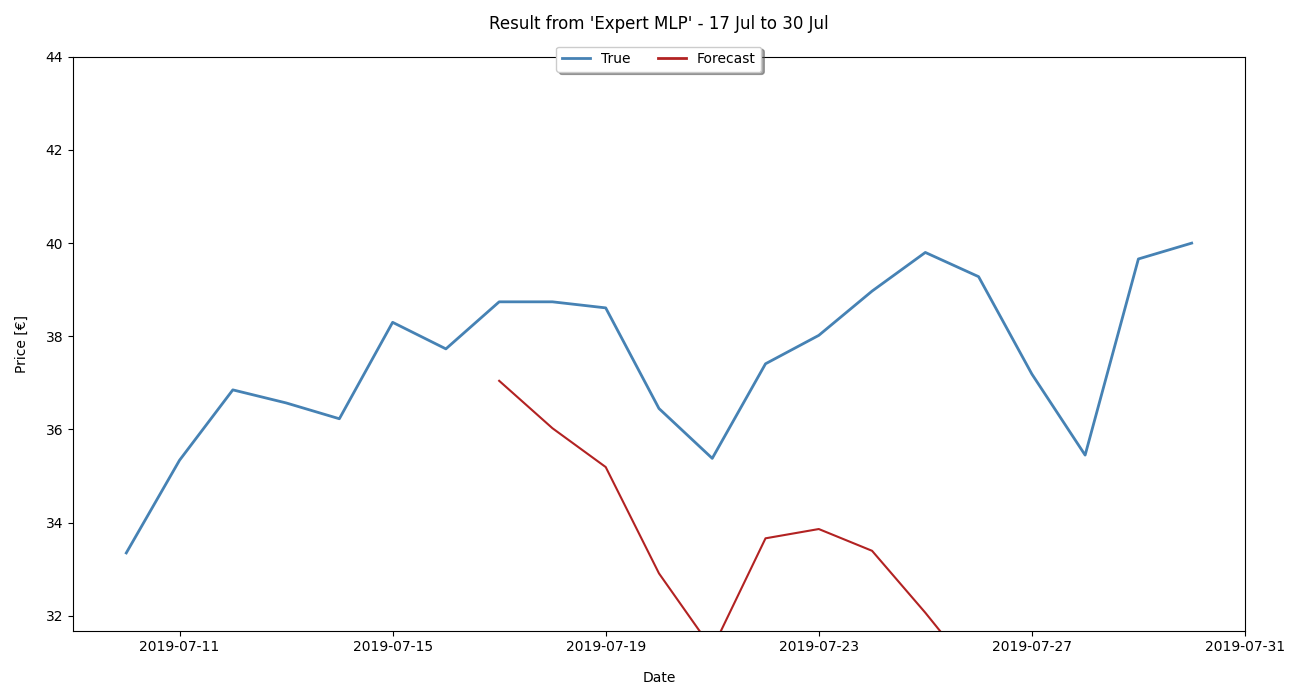 Result from 'Expert MLP' - 17 Jul to 30 Jul
True Forecast
44
42
40
38
36
34
32
Price [€]
2019-07-11 2019-07-15 2019-07-19 2019-07-23 2019-07-27 2019-07-31
Date